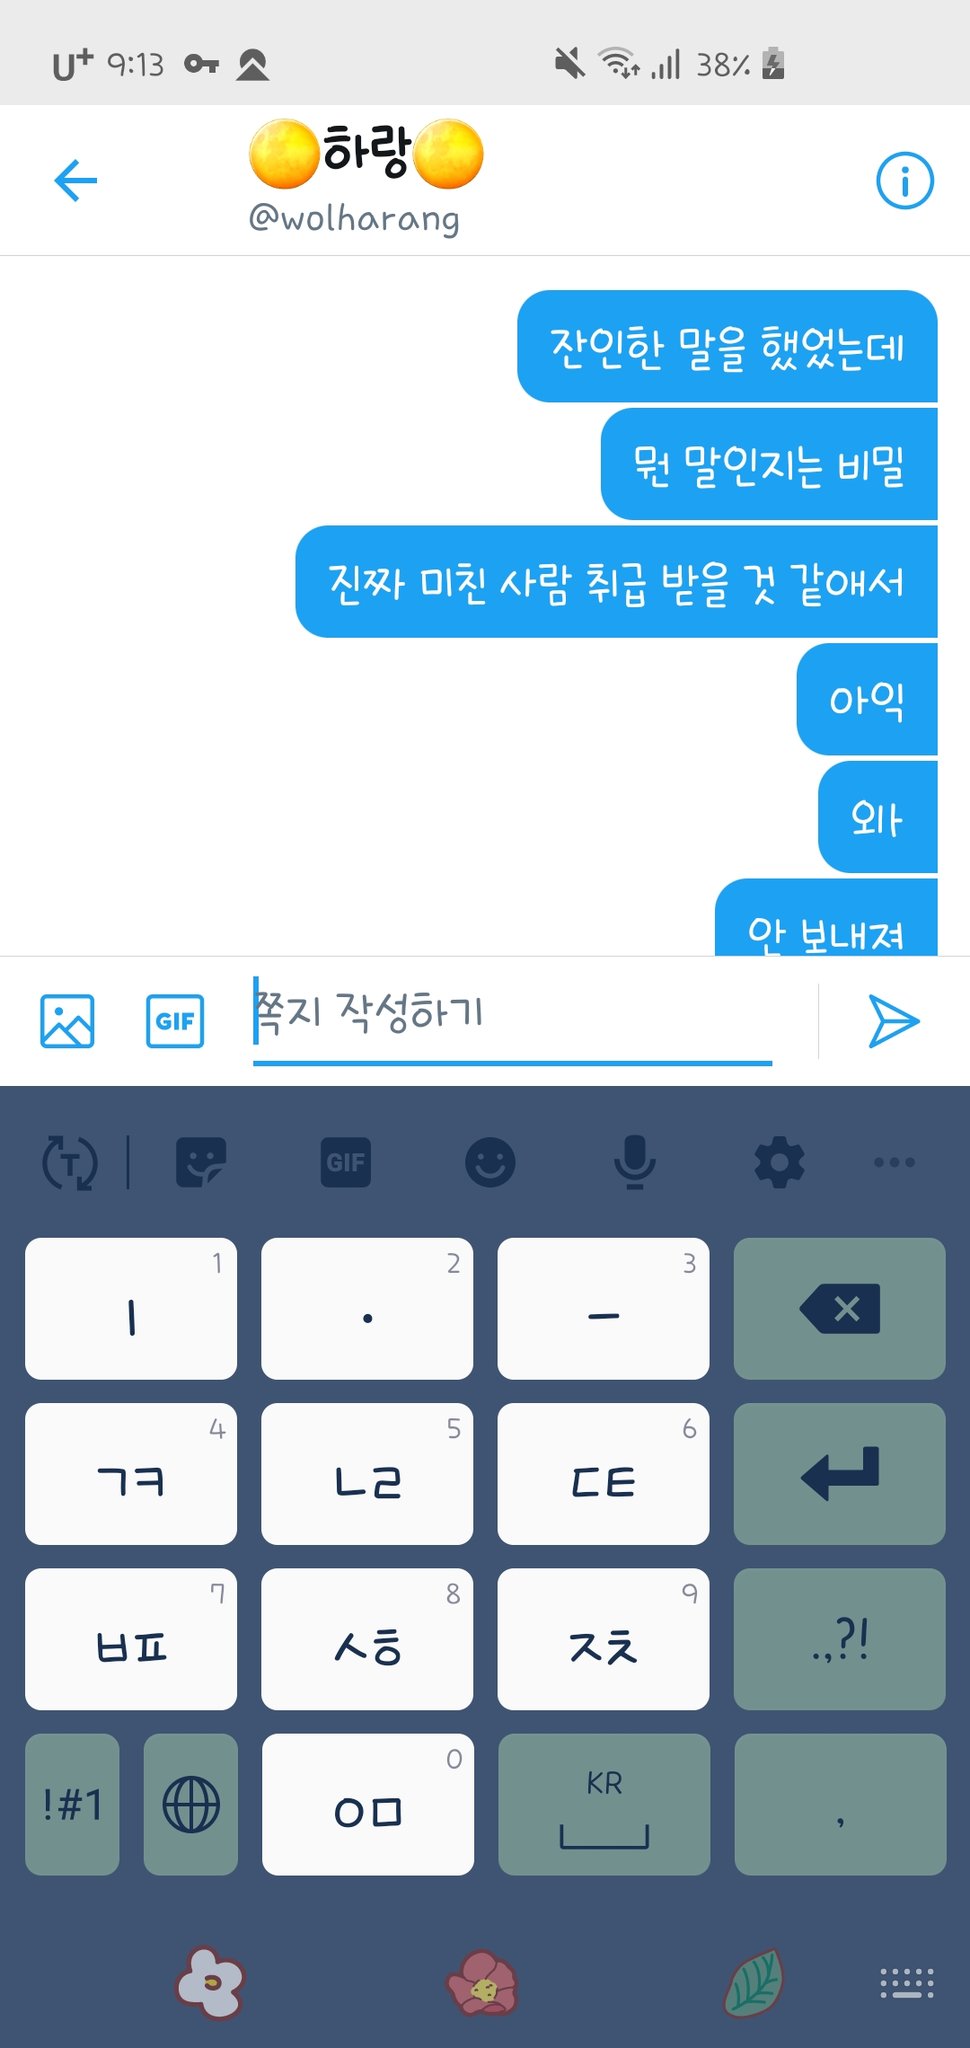 U+ 9:13 38%
하랑
@wolharang
잔인한 말을 했었는데
뭔 말인지는 비밀
진짜 미친 사람 취급 받을 것 같애서
아익
와
안 보내져
GIF 쪽지 작성하기
T GIF
ㅣ 1 · 2 ㅡ 3
ㄱㅋ 4 ㄴㄹ 5 ㄷㅌ 6
ㅂㅍ 7 ㅅㅎ 8 ㅈㅊ 9 .,?!
!#1 ㅇㅁ 0 KR ,